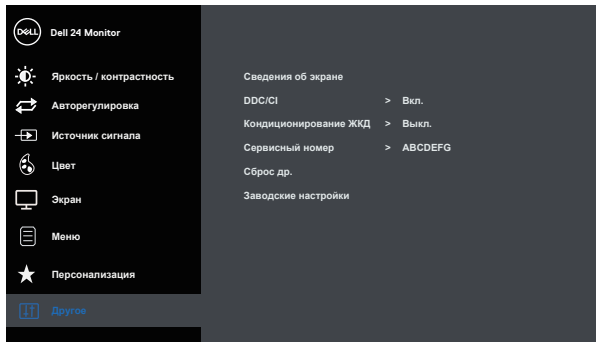 DELL Dell 24 Monitor
Яркость / контрастность
Авторегулировка
Источник сигнала
Цвет
Экран
Меню
Персонализация
Другое
Сведения об экране
DDC/CI > Вкл.
Кондиционирование ЖКД > Выкл.
Сервисный номер > ABCDEFG
Сброс др.
Заводские настройки